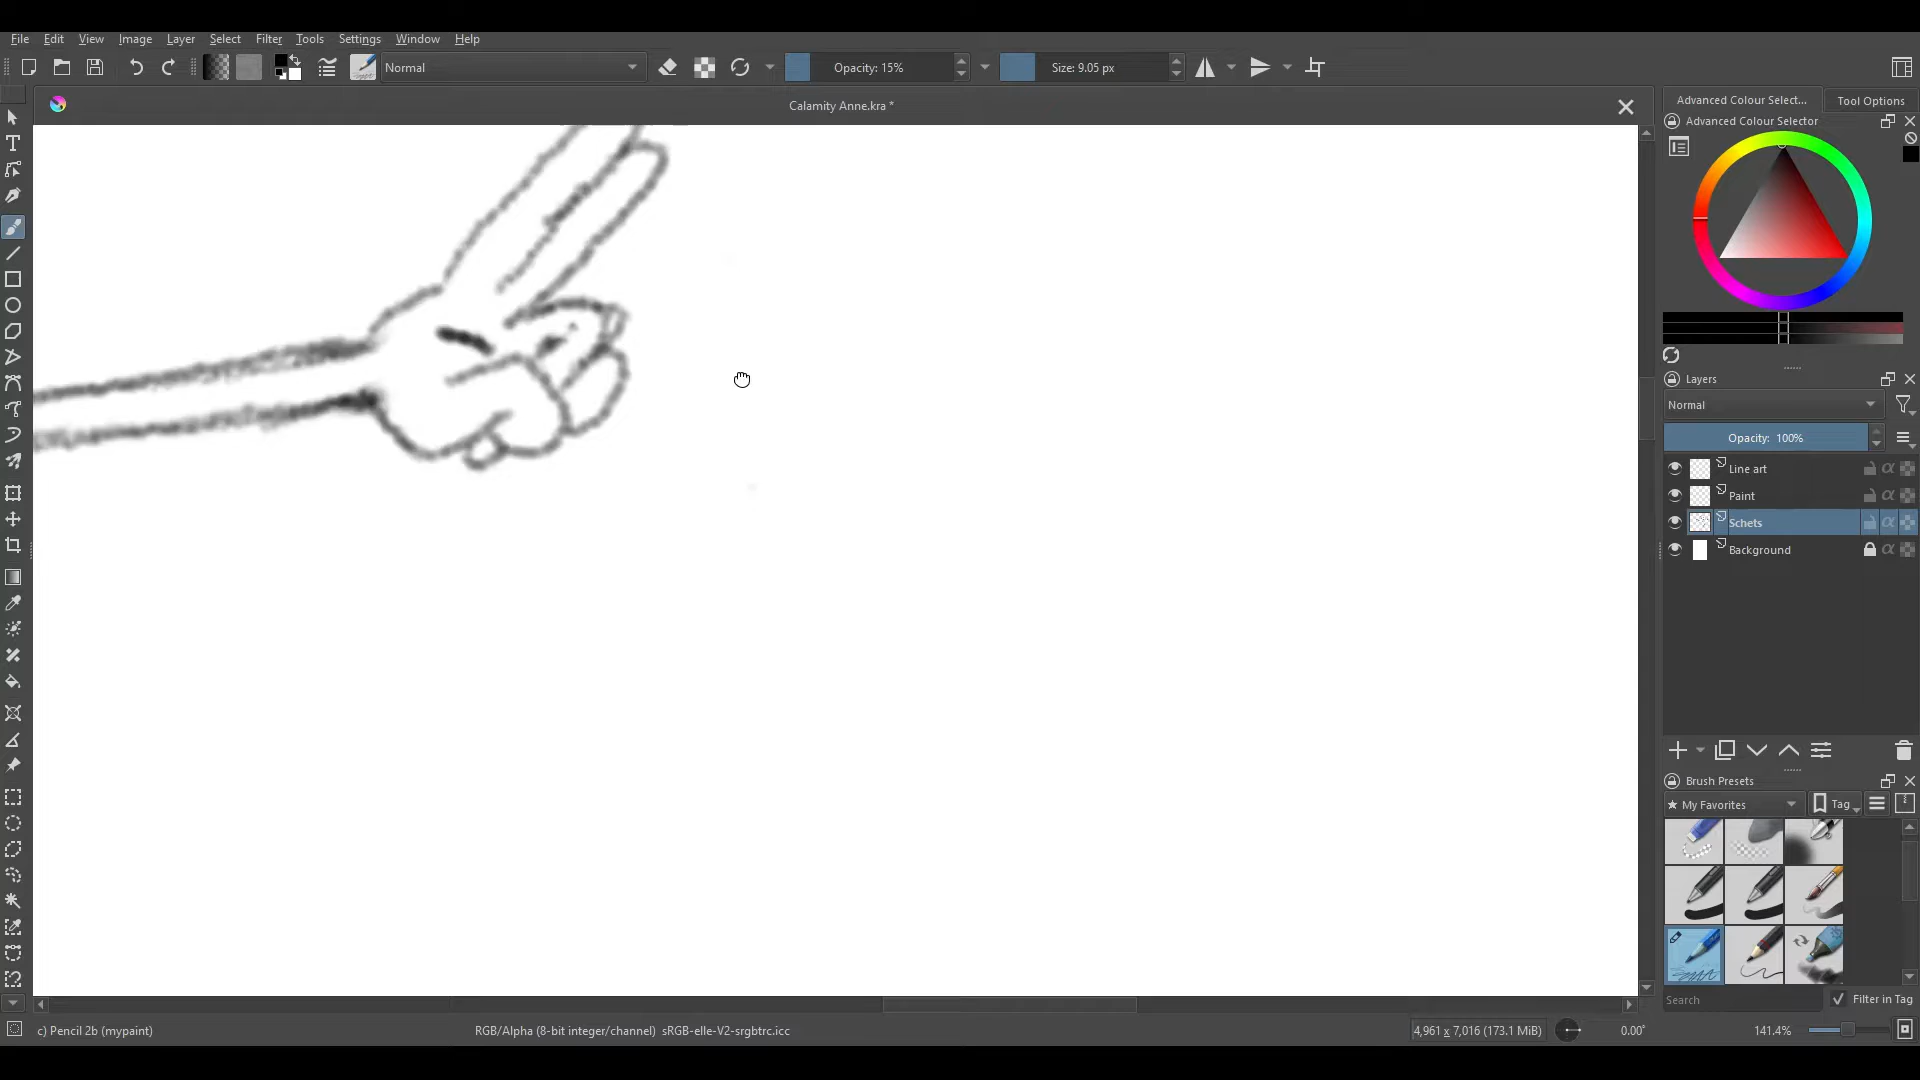 File Edit View Image Layer Select Filter Tools Settings Window Help
Normal Opacity: 15% Size: 9.05 px
Calamity Anne.kra *
Advanced Colour Select... Tool Options
Advanced Colour Selector
Layers
Normal
Opacity: 100%
Line art
Paint
Schets
Background
Brush Presets
My Favorites Tag
Search Filter in Tag
c) Pencil 2b (mypaint) RGB/Alpha (8-bit integer/channel) sRGB-elle-V2-srgbtrc.icc 4,961 x 7,016 (173.1 MiB) 0.00° 141.4%